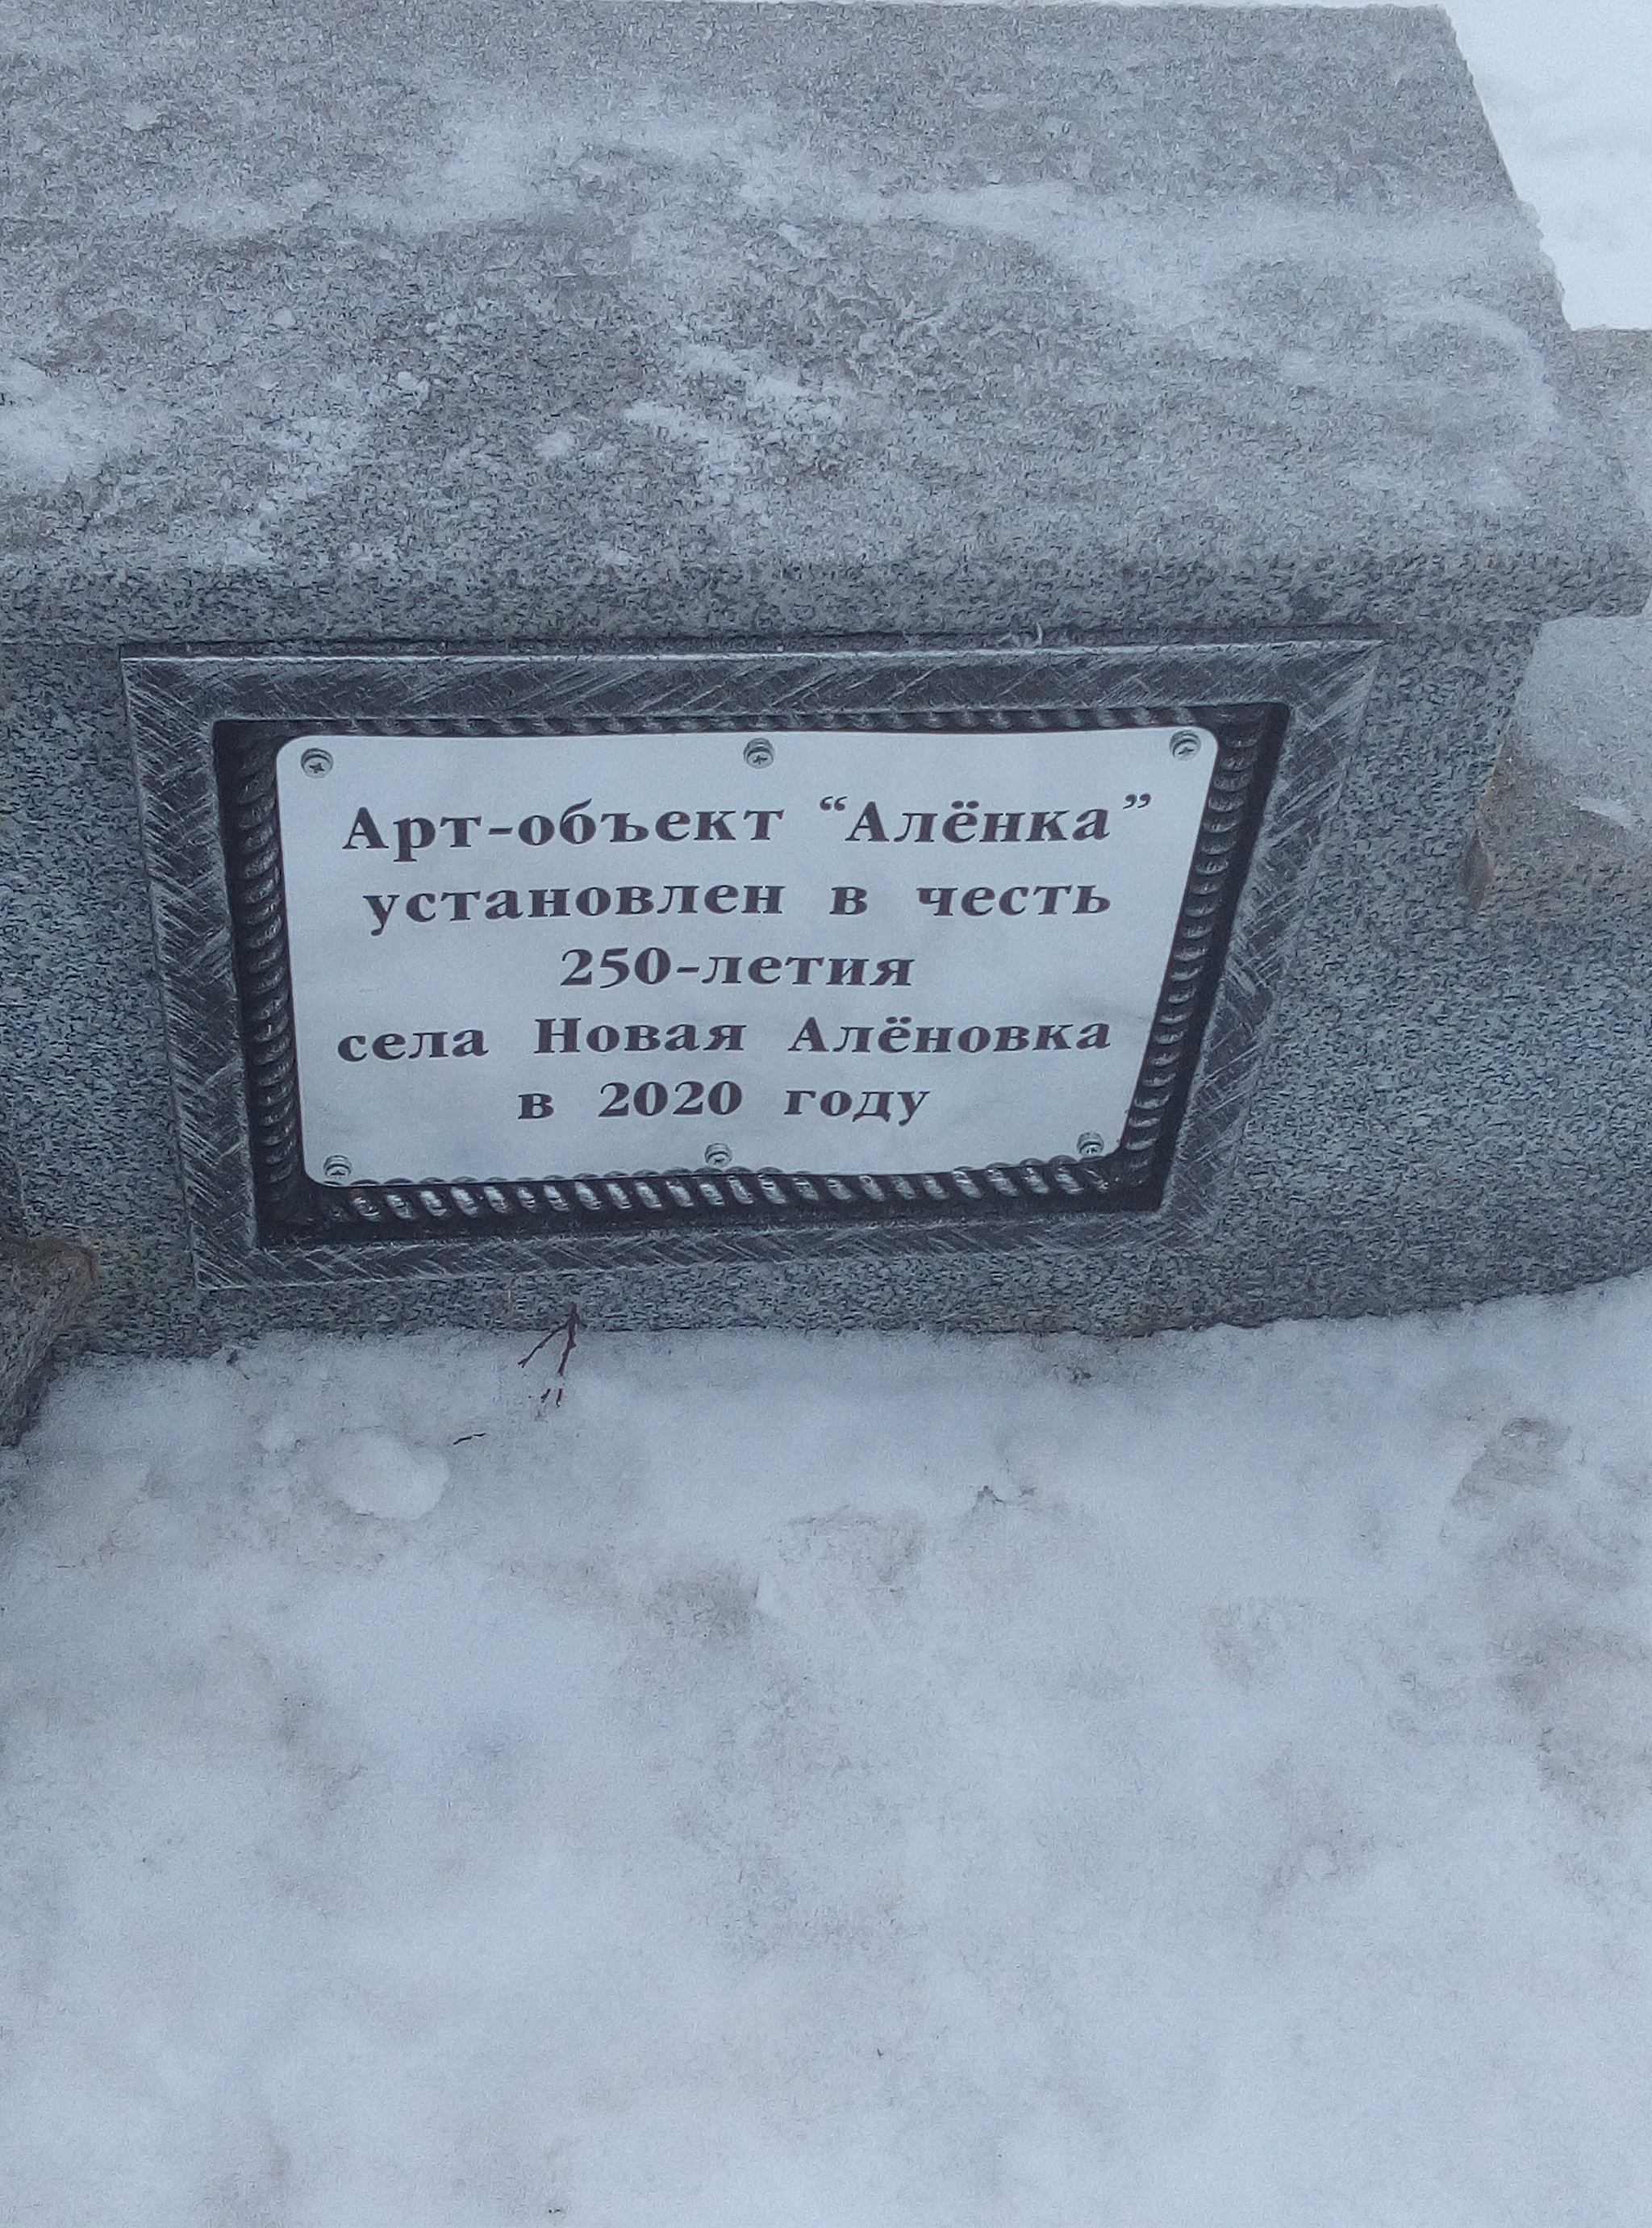 Арт-объект “Алёнка”
установлен в честь
250-летия
села Новая Алёновка
в 2020 году